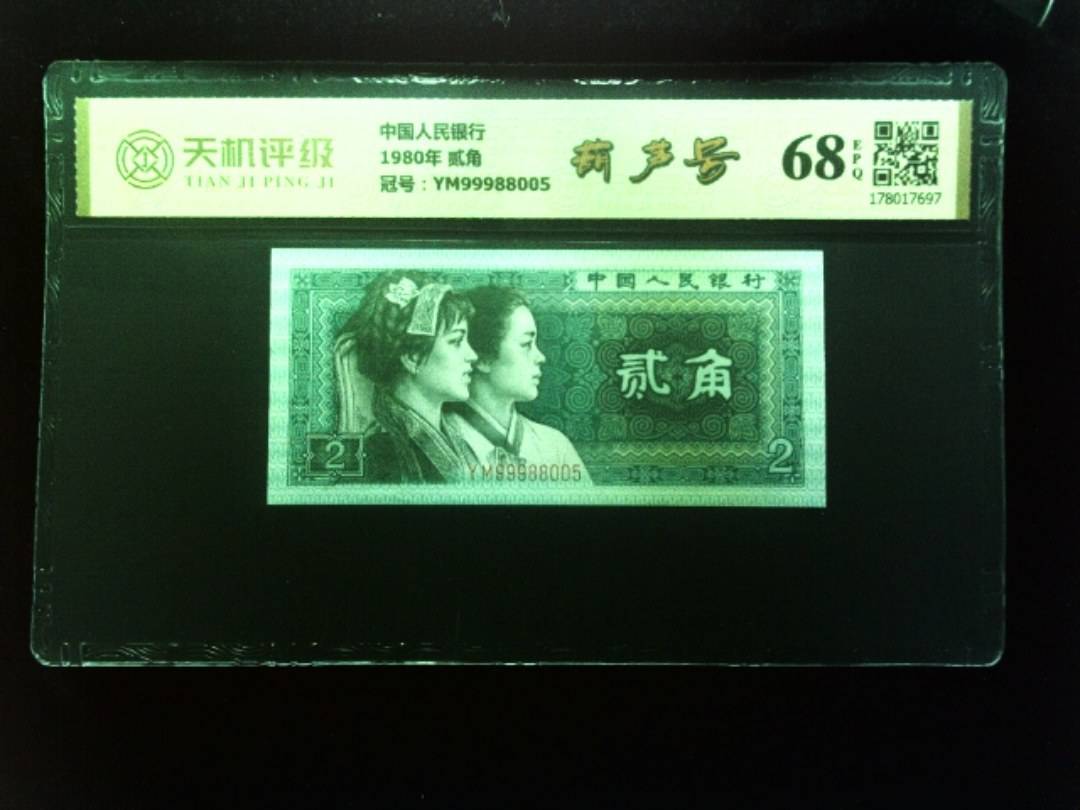 天机评级
TIAN JI PING JI
中国人民银行
1980年 贰角
冠号：YM99988005
葫芦号
68
EPQ
178017697
中国人民银行
贰角
2
YM99988005
2